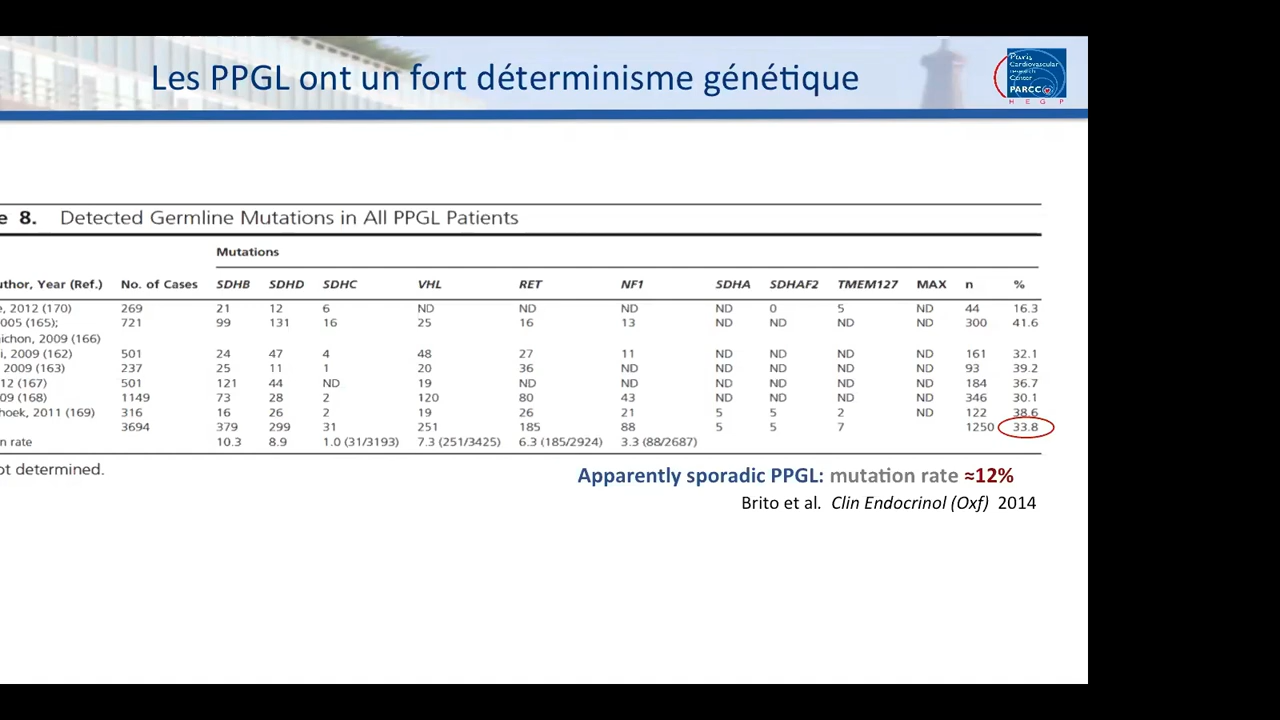 Les PPGL ont un fort déterminisme génétique
Paris
Cardiovascular
research
Center
PARCC
H E G P
e 8. Detected Germline Mutations in All PPGL Patients
Mutations
uthor, Year (Ref.) No. of Cases SDHB SDHD SDHC VHL RET NF1 SDHA SDHAF2 TMEM127 MAX n %
e, 2012 (170) 269 21 12 6 ND ND ND ND 0 5 ND 44 16.3
005 (165); 721 99 131 16 25 16 13 ND ND ND ND 300 41.6
ichon, 2009 (166)
i, 2009 (162) 501 24 47 4 48 27 11 ND ND ND ND 161 32.1
2009 (163) 237 25 11 1 20 36 ND ND ND ND ND 93 39.2
12 (167) 501 121 44 ND 19 ND ND ND ND ND ND 184 36.7
09 (168) 1149 73 28 2 120 80 43 ND ND ND ND 346 30.1
hoek, 2011 (169) 316 16 26 2 19 26 21 5 5 2 ND 122 38.6
3694 379 299 31 251 185 88 5 5 7 1250 33.8
n rate 10.3 8.9 1.0 (31/3193) 7.3 (251/3425) 6.3 (185/2924) 3.3 (88/2687)
ot determined.
Apparently sporadic PPGL: mutation rate ≈12%
Brito et al. Clin Endocrinol (Oxf) 2014